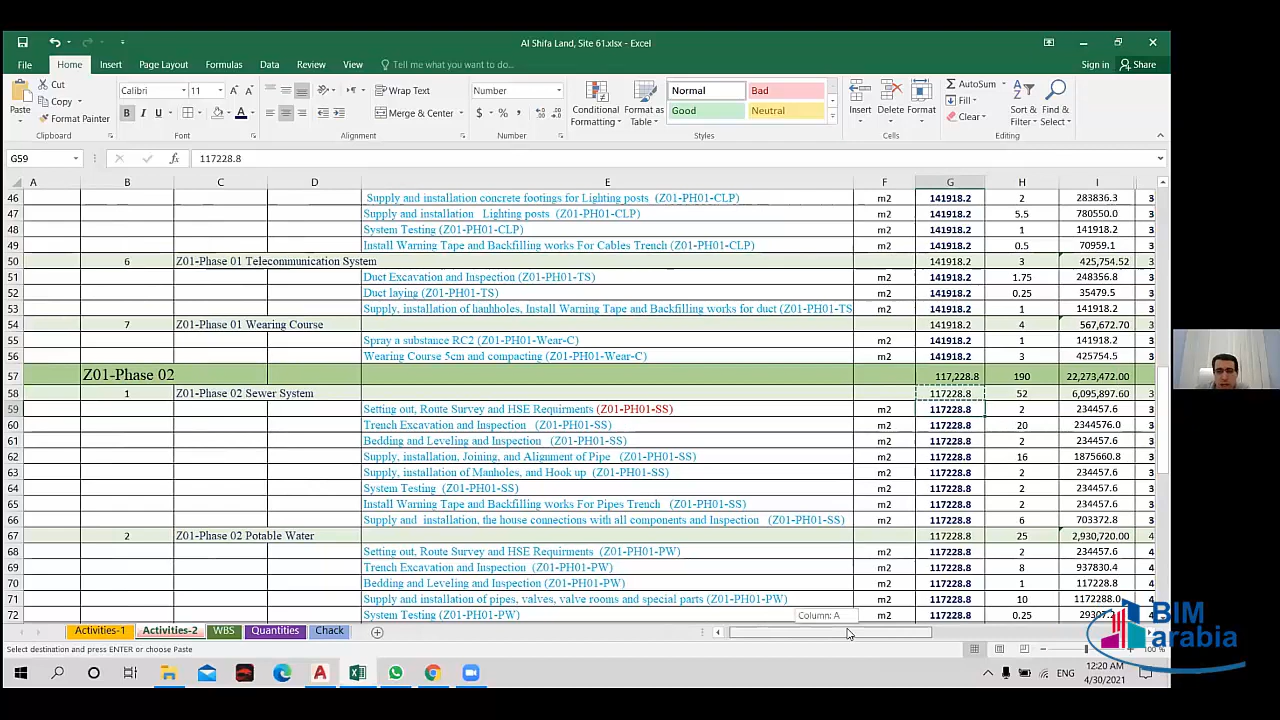 Al Shifa Land, Site 61.xlsx - Excel
File Home Insert Page Layout Formulas Data Review View Tell me what you want to do... Sign in Share
Cut Calibri 11 Wrap Text Number Normal Bad AutoSum
Paste Copy Fill
Format Painter B I U Merge & Center $ % Conditional Formatting Format as Table Good Neutral Insert Delete Format Clear Sort & Filter Find & Select
Clipboard Font Alignment Number Styles Cells Editing
G59 fx 117228.8
A B C D E F G H I
46 Supply and installation concrete footings for Lighting posts (Z01-PH01-CLP) m2 141918.2 2 283836.3 3
47 Supply and installation Lighting posts (Z01-PH01-CLP) m2 141918.2 5.5 780550.0 3
48 System Testing (Z01-PH01-CLP) m2 141918.2 1 141918.2 3
49 Install Warning Tape and Backfilling works For Cables Trench (Z01-PH01-CLP) m2 141918.2 0.5 70959.1 3
50 6 Z01-Phase 01 Telecommunication System 141918.2 3 425,754.52 3
51 Duct Excavation and Inspection (Z01-PH01-TS) m2 141918.2 1.75 248356.8 3
52 Duct laying (Z01-PH01-TS) m2 141918.2 0.25 35479.5 3
53 Supply, installation of hanhholes, Install Warning Tape and Backfilling works for duct (Z01-PH01-TS m2 141918.2 1 141918.2 3
54 7 Z01-Phase 01 Wearing Course 141918.2 4 567,672.70 3
55 Spray a substance RC2 (Z01-PH01-Wear-C) m2 141918.2 1 141918.2 3
56 Wearing Course 5cm and compacting (Z01-PH01-Wear-C) m2 141918.2 3 425754.5 3
57 Z01-Phase 02 117,228.8 190 22,273,472.00
58 1 Z01-Phase 02 Sewer System 117228.8 52 6,095,897.60 3
59 Setting out, Route Survey and HSE Requirments (Z01-PH01-SS) m2 117228.8 2 234457.6 3
60 Trench Excavation and Inspection (Z01-PH01-SS) m2 117228.8 20 2344576.0 3
61 Bedding and Leveling and Inspection (Z01-PH01-SS) m2 117228.8 2 234457.6 3
62 Supply, installation, Joining, and Alignment of Pipe (Z01-PH01-SS) m2 117228.8 16 1875660.8 3
63 Supply, installation of Manholes, and Hook up (Z01-PH01-SS) m2 117228.8 2 234457.6 3
64 System Testing (Z01-PH01-SS) m2 117228.8 2 234457.6 3
65 Install Warning Tape and Backfilling works For Pipes Trench (Z01-PH01-SS) m2 117228.8 2 234457.6 3
66 Supply and installation, the house connections with all components and Inspection (Z01-PH01-SS) m2 117228.8 6 703372.8 3
67 2 Z01-Phase 02 Potable Water 117228.8 25 2,930,720.00 4
68 Setting out, Route Survey and HSE Requirments (Z01-PH01-PW) m2 117228.8 2 234457.6 4
69 Trench Excavation and Inspection (Z01-PH01-PW) m2 117228.8 8 937830.4 4
70 Bedding and Leveling and Inspection (Z01-PH01-PW) m2 117228.8 1 117228.8 4
71 Supply and installation of pipes, valves, valve rooms and special parts (Z01-PH01-PW) m2 117228.8 10 1172288.0
72 System Testing (Z01-PH01-PW) m2 117228.8 0.25
Column: A
Activities-1 Activities-2 WBS Quantities Chack
Select destination and press ENTER or choose Paste 100 %
BIM
arabia
ENG 12:20 AM
4/30/2021